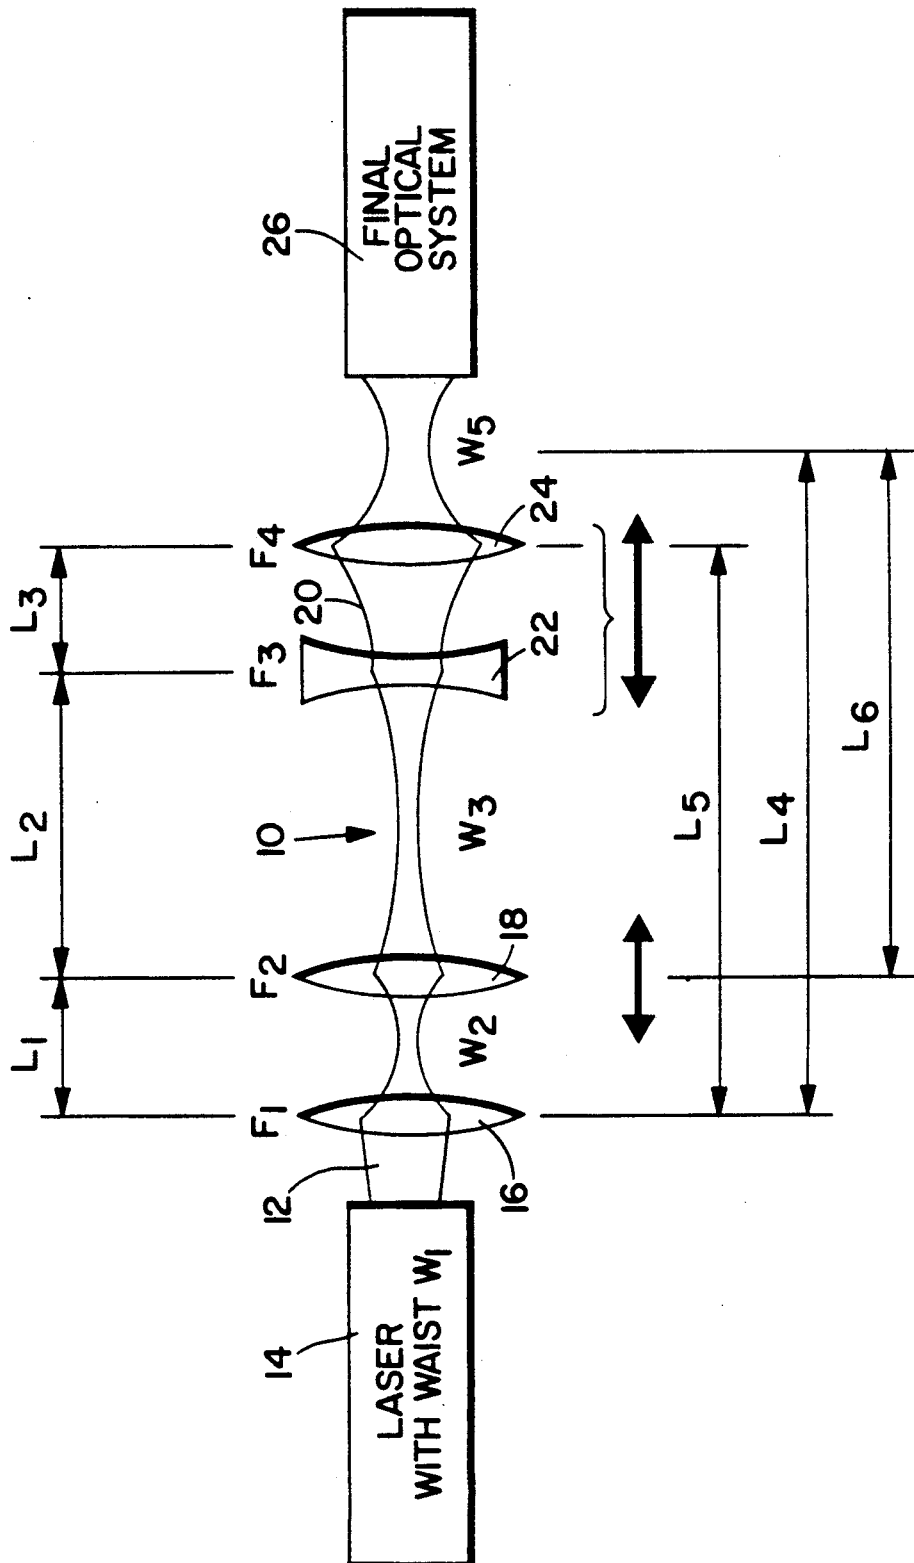 L1
L2
L3
F1
F2
F3
F4
14
12
10
20
26
LASER
WITH WAIST W1
FINAL
OPTICAL
SYSTEM
16
18
22
24
W2
W3
W5
L5
L4
L6